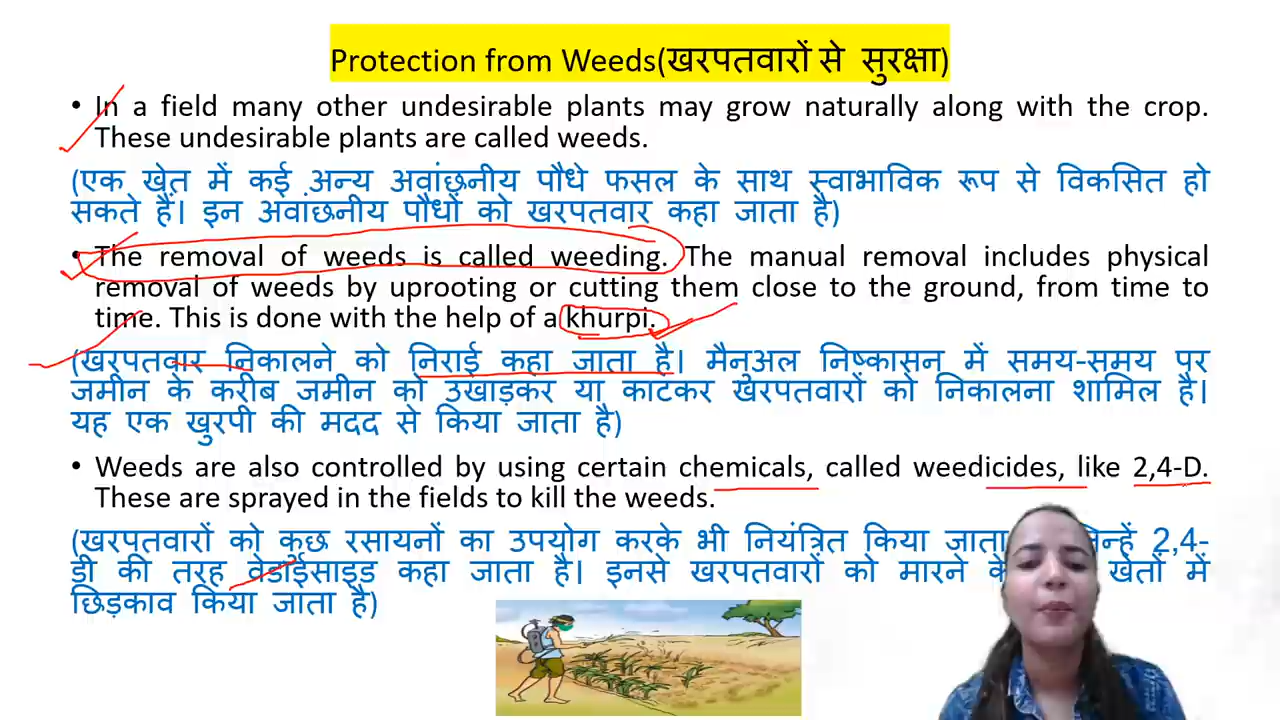 Protection from Weeds(खरपतवारों से सुरक्षा)
• In a field many other undesirable plants may grow naturally along with the crop.
These undesirable plants are called weeds.
(एक खेत में कई अन्य अवांछनीय पौधे फसल के साथ स्वाभाविक रूप से विकसित हो
सकते हैं। इन अवांछनीय पौधों को खरपतवार कहा जाता है)
• The removal of weeds is called weeding. The manual removal includes physical
removal of weeds by uprooting or cutting them close to the ground, from time to
time. This is done with the help of a khurpi.
(खरपतवार निकालने को निराई कहा जाता है। मैनुअल निष्कासन में समय-समय पर
जमीन के करीब जमीन को उखाड़कर या काटकर खरपतवारों को निकालना शामिल है।
यह एक खुरपी की मदद से किया जाता है)
• Weeds are also controlled by using certain chemicals, called weedicides, like 2,4-D.
These are sprayed in the fields to kill the weeds.
(खरपतवारों को कुछ रसायनों का उपयोग करके भी नियंत्रित किया जाता 2,4-
डी की तरह वेडाईसाइड कहा जाता है। इनसे खरपतवारों को मारने खेतों में
छिड़काव किया जाता है)